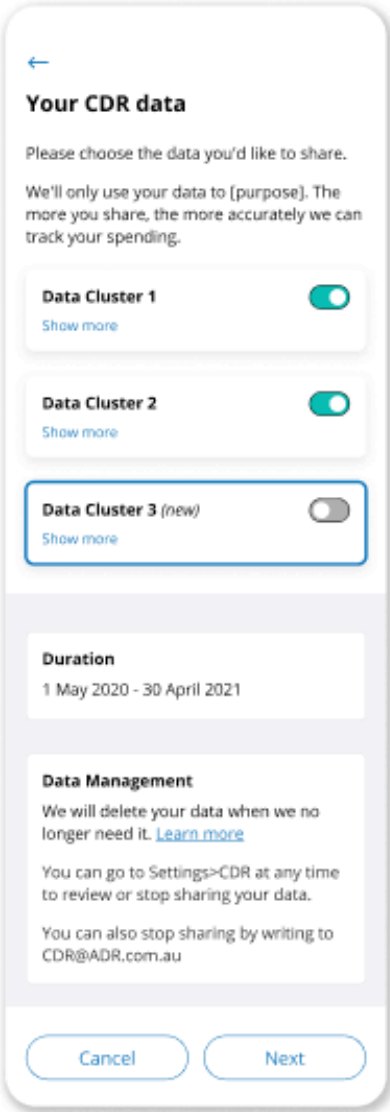 Your CDR data
Please choose the data you'd like to share.
We'll only use your data to [purpose]. The
more you share, the more accurately we can
track your spending.
Data Cluster 1
Show more
Data Cluster 2
Show more
Data Cluster 3 (new)
Show more
Duration
1 May 2020 - 30 April 2021
Data Management
We will delete your data when we no
longer need it. Learn more
You can go to Settings>CDR at any time
to review or stop sharing your data.
You can also stop sharing by writing to
CDR@ADR.com.au
Cancel
Next